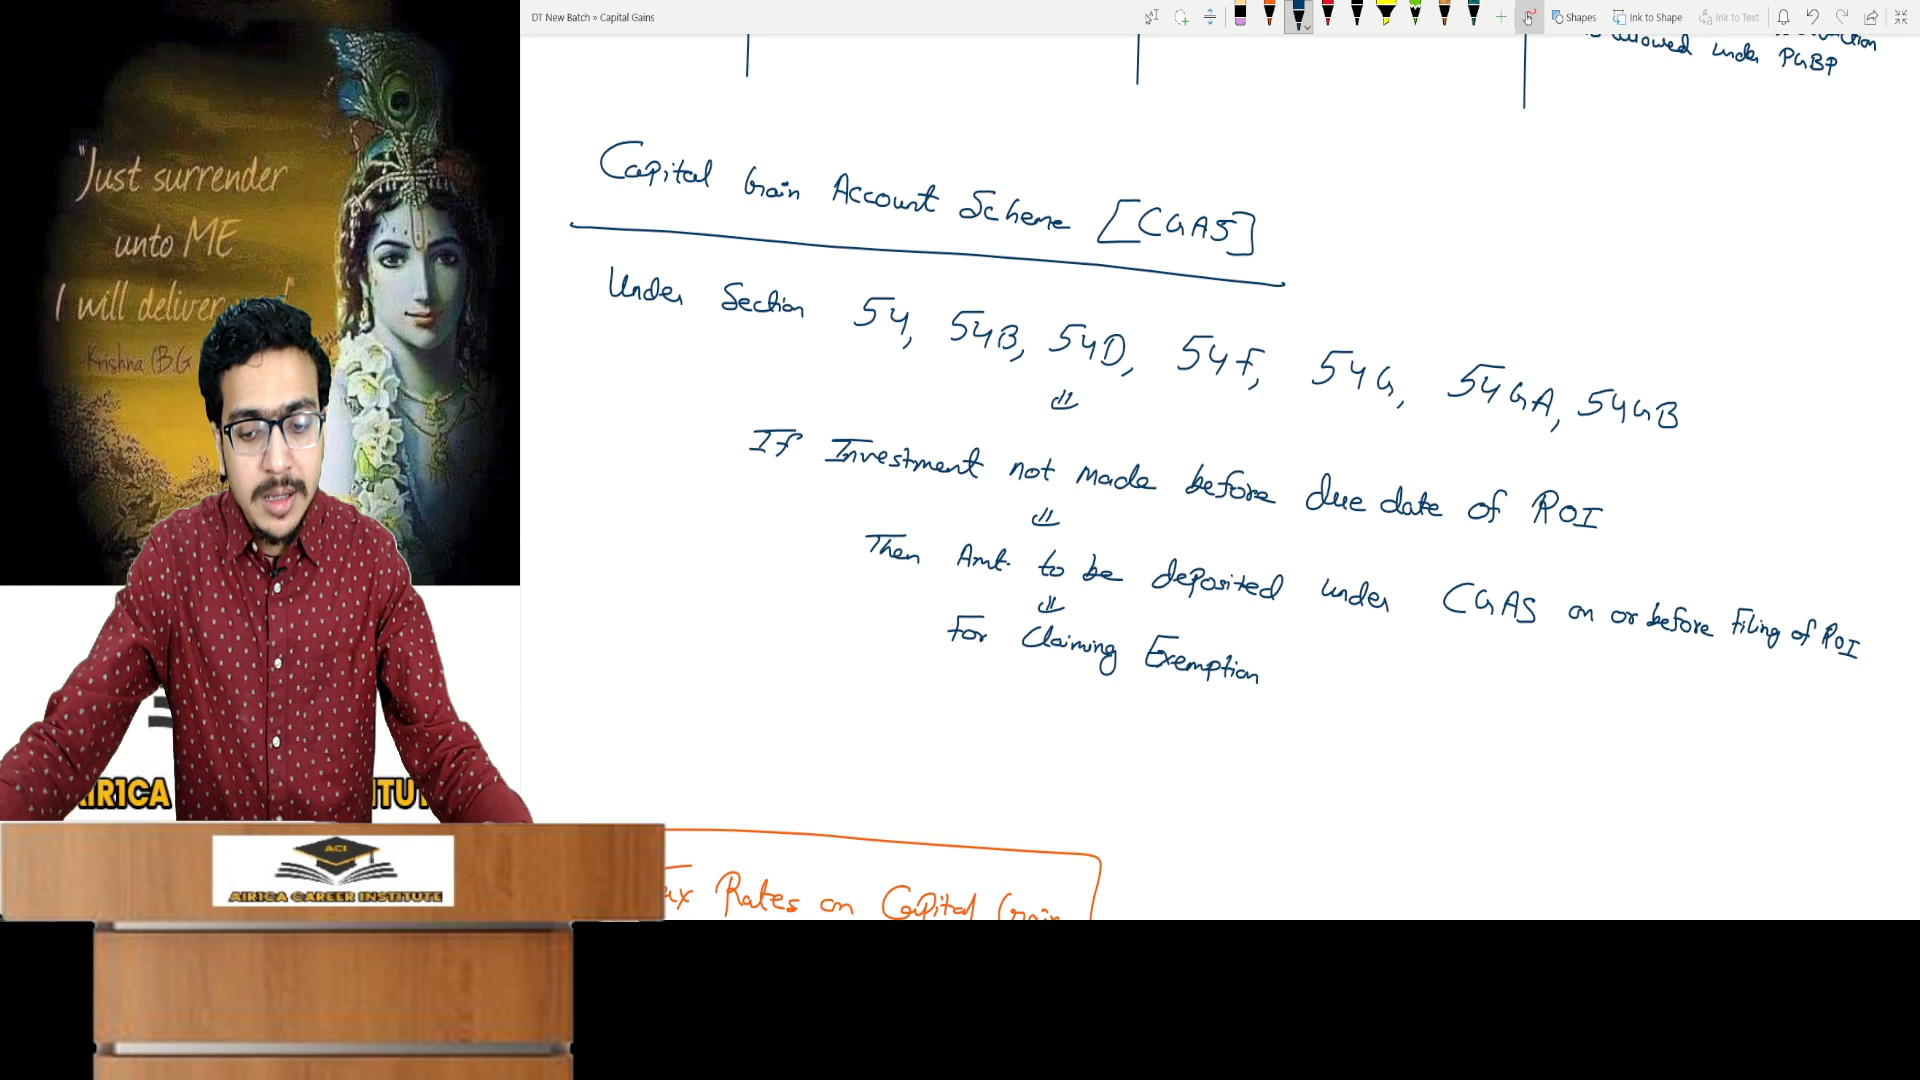 DT New Batch » Capital Gains
Shapes
Ink to Shape
Ink to Text
allowed under PGBP
"Just surrender
unto ME
I will deliver
Krishna (B.G
Capital Gain Account Scheme [CGAS]
Under Section 54, 54B, 54D, 54F, 54G, 54GA, 54GB
If Investment not made before due date of ROI
Then Amt. to be deposited under CGAS on or before filing of ROI
For Claiming Exemption
Rates on Capital Gain
ACI
AIR1CA CAREER INSTITUTE